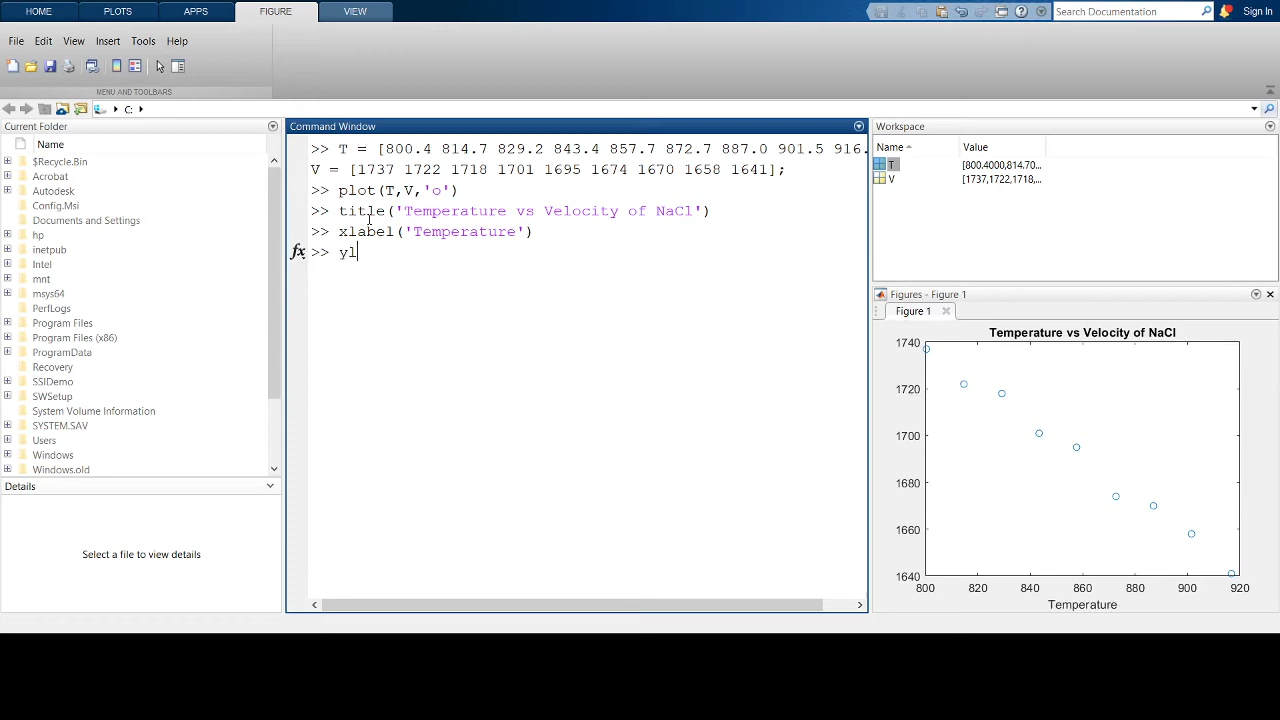 HOME PLOTS APPS FIGURE VIEW Search Documentation Sign In
File Edit View Insert Tools Help
MENU AND TOOLBARS
C:
Current Folder
Name
$Recycle.Bin
Acrobat
Autodesk
Config.Msi
Documents and Settings
hp
inetpub
Intel
mnt
msys64
PerfLogs
Program Files
Program Files (x86)
ProgramData
Recovery
SSIDemo
SWSetup
System Volume Information
SYSTEM.SAV
Users
Windows
Windows.old
Details
Select a file to view details
Command Window
>> T = [800.4 814.7 829.2 843.4 857.7 872.7 887.0 901.5 916.
V = [1737 1722 1718 1701 1695 1674 1670 1658 1641];
>> plot(T,V,'o')
>> title('Temperature vs Velocity of NaCl')
>> xlabel('Temperature')
fx >> yl
Workspace
Name Value
T [800.4000,814.70...
V [1737,1722,1718,...
Figures - Figure 1
Figure 1
Temperature vs Velocity of NaCl
1740
1720
1700
1680
1660
1640
800 820 840 860 880 900 920
Temperature